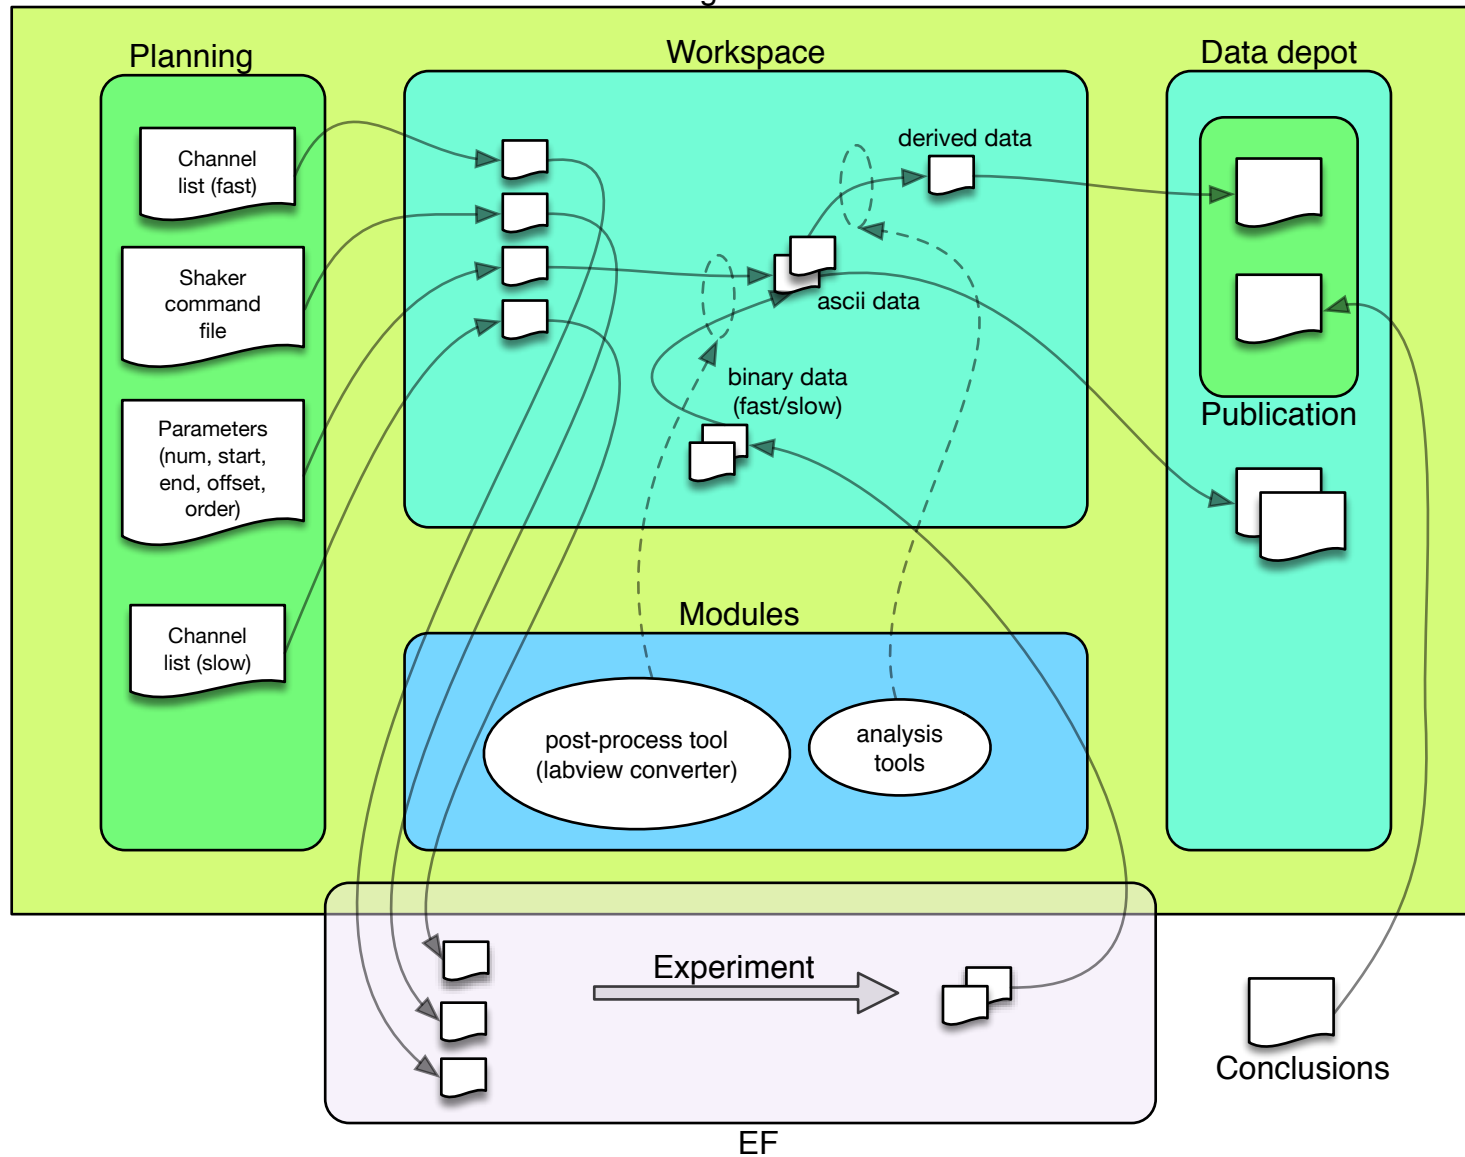 Planning
Workspace
Data depot
Channel
list (fast)
Shaker
command
file
Parameters
(num, start,
end, offset,
order)
Channel
list (slow)
derived data
ascii data
binary data
(fast/slow)
Publication
Modules
post-process tool
(labview converter)
analysis
tools
Experiment
Conclusions
EF